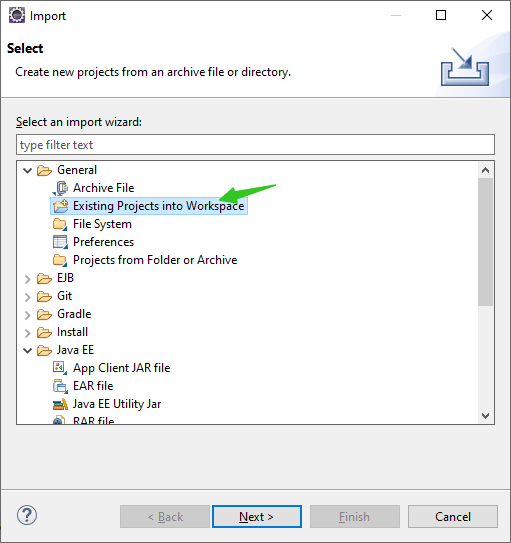 Import
Select
Create new projects from an archive file or directory.
Select an import wizard:
type filter text
General
Archive File
Existing Projects into Workspace
File System
Preferences
Projects from Folder or Archive
EJB
Git
Gradle
Install
Java EE
App Client JAR file
EAR file
Java EE Utility Jar
RAR file
?
< Back
Next >
Finish
Cancel